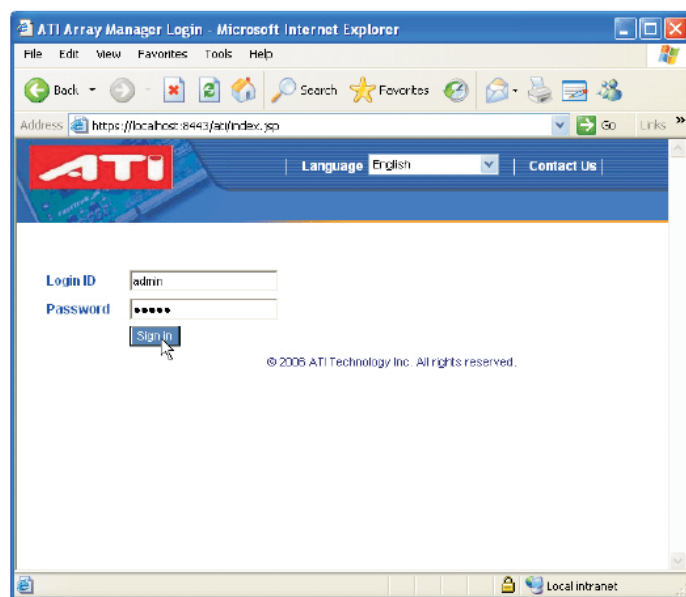 ATI Array Manager Login - Microsoft Internet Explorer
File Edit View Favorites Tools Help
Back Search Favorites
Address https://localhost:8443/ati/index.jsp Go Links »
ATI Language English Contact Us
Login ID admin
Password •••••
Sign in
© 2006 ATI Technology Inc. All rights reserved.
Local intranet